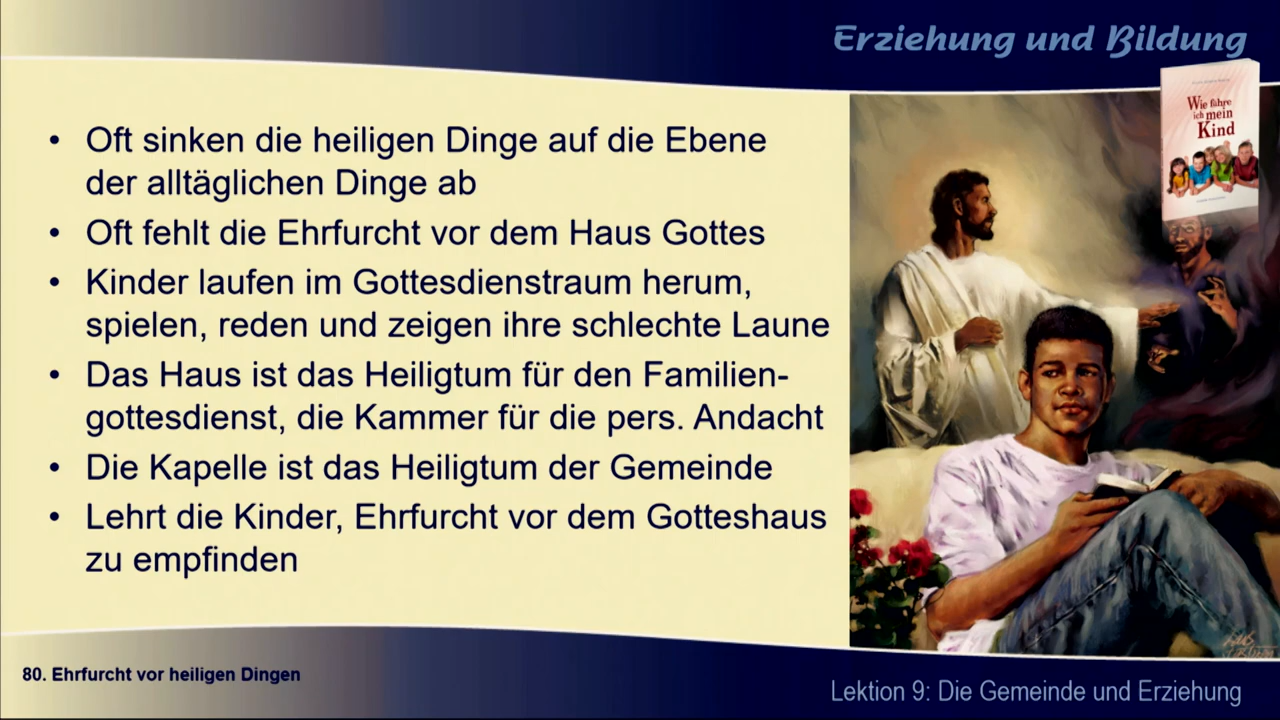 Erziehung und Bildung
Wie führe
ich mein
Kind
• Oft sinken die heiligen Dinge auf die Ebene
der alltäglichen Dinge ab
• Oft fehlt die Ehrfurcht vor dem Haus Gottes
• Kinder laufen im Gottesdienstraum herum,
spielen, reden und zeigen ihre schlechte Laune
• Das Haus ist das Heiligtum für den Familien-
gottesdienst, die Kammer für die pers. Andacht
• Die Kapelle ist das Heiligtum der Gemeinde
• Lehrt die Kinder, Ehrfurcht vor dem Gotteshaus
zu empfinden
80. Ehrfurcht vor heiligen Dingen
Lektion 9: Die Gemeinde und Erziehung